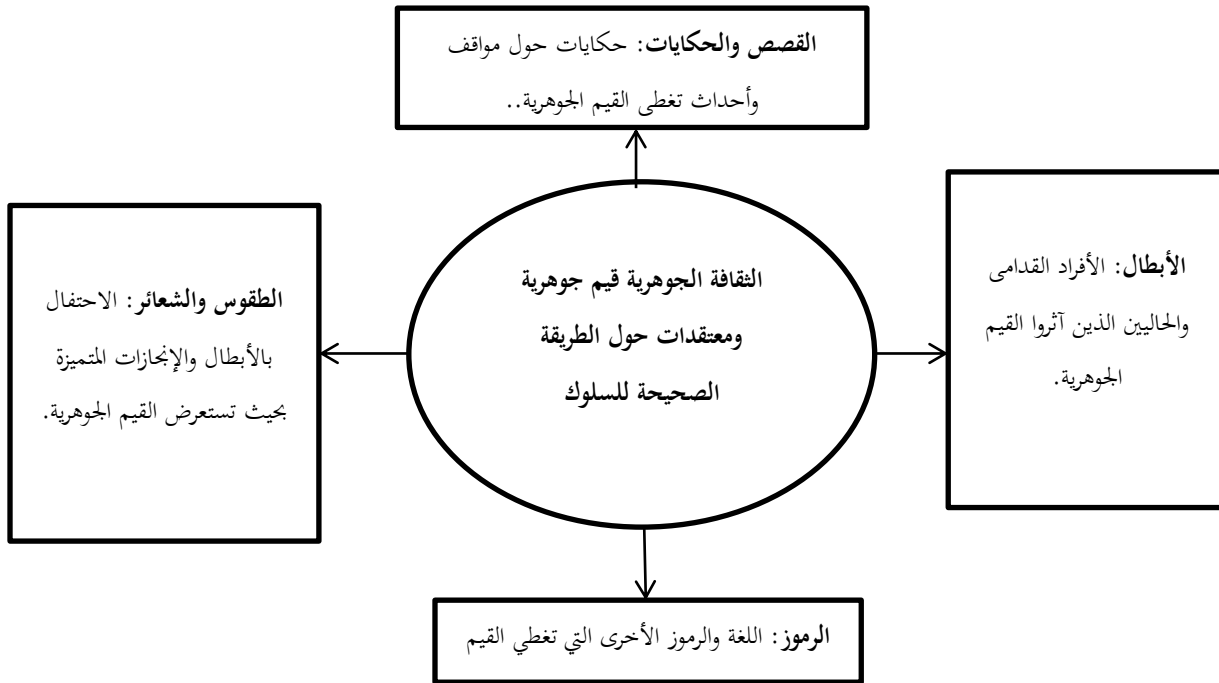 القصص والحكايات: حكايات حول مواقف
وأحداث تغطى القيم الجوهرية..
الأبطال: الأفراد القدامى
والحاليين الذين آثروا القيم
الجوهرية.
الثقافة الجوهرية قيم جوهرية
ومعتقدات حول الطريقة
الصحيحة للسلوك
الطقوس والشعائر: الاحتفال
بالأبطال والإنجازات المتميزة
بحيث تستعرض القيم الجوهرية.
الرموز: اللغة والرموز الأخرى التي تغطي القيم